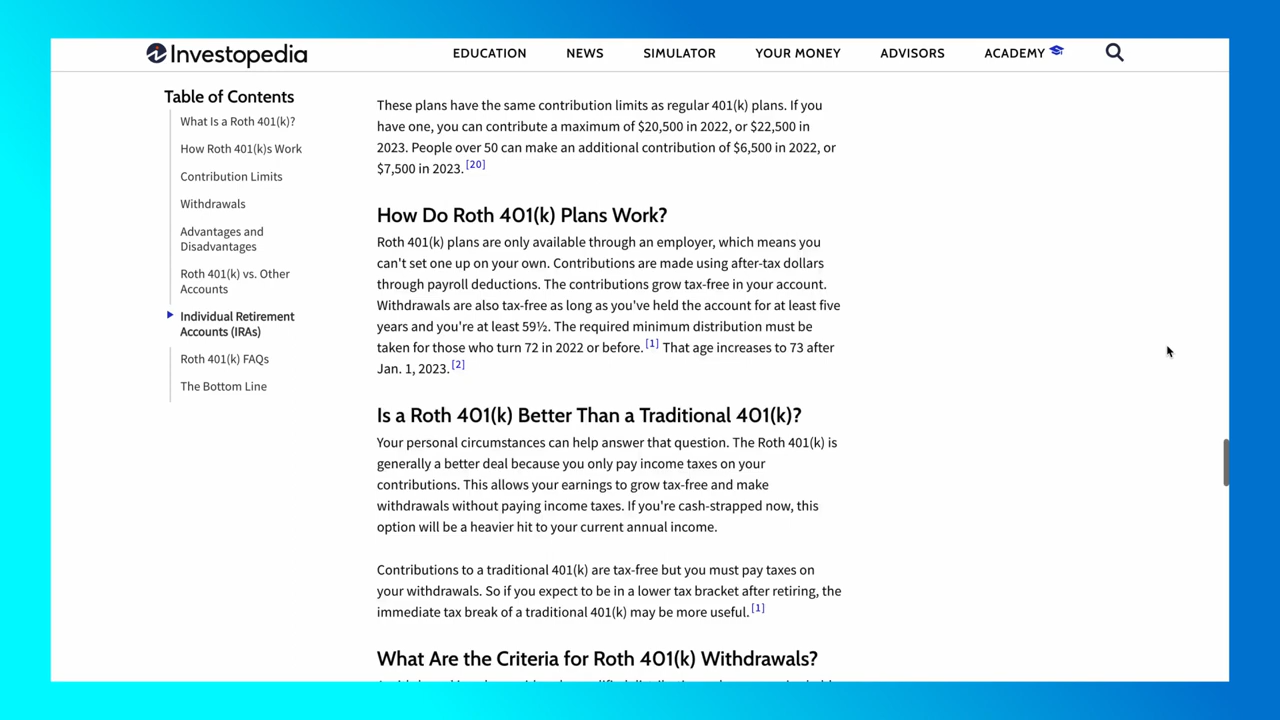 Investopedia
EDUCATION
NEWS
SIMULATOR
YOUR MONEY
ADVISORS
ACADEMY
Table of Contents
What Is a Roth 401(k)?
How Roth 401(k)s Work
Contribution Limits
Withdrawals
Advantages and
Disadvantages
Roth 401(k) vs. Other
Accounts
Individual Retirement
Accounts (IRAs)
Roth 401(k) FAQs
The Bottom Line
These plans have the same contribution limits as regular 401(k) plans. If you
have one, you can contribute a maximum of $20,500 in 2022, or $22,500 in
2023. People over 50 can make an additional contribution of $6,500 in 2022, or
$7,500 in 2023. [20]
How Do Roth 401(k) Plans Work?
Roth 401(k) plans are only available through an employer, which means you
can't set one up on your own. Contributions are made using after-tax dollars
through payroll deductions. The contributions grow tax-free in your account.
Withdrawals are also tax-free as long as you've held the account for at least five
years and you're at least 59½. The required minimum distribution must be
taken for those who turn 72 in 2022 or before. [1] That age increases to 73 after
Jan. 1, 2023. [2]
Is a Roth 401(k) Better Than a Traditional 401(k)?
Your personal circumstances can help answer that question. The Roth 401(k) is
generally a better deal because you only pay income taxes on your
contributions. This allows your earnings to grow tax-free and make
withdrawals without paying income taxes. If you're cash-strapped now, this
option will be a heavier hit to your current annual income.
Contributions to a traditional 401(k) are tax-free but you must pay taxes on
your withdrawals. So if you expect to be in a lower tax bracket after retiring, the
immediate tax break of a traditional 401(k) may be more useful. [1]
What Are the Criteria for Roth 401(k) Withdrawals?